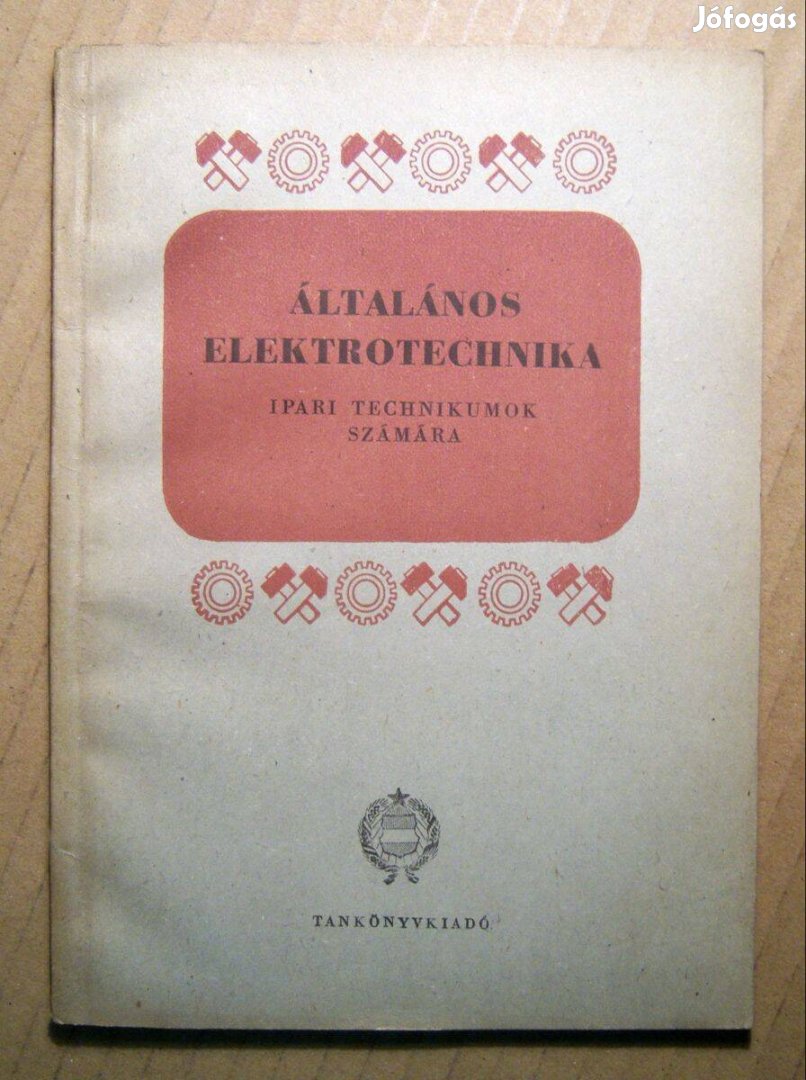 Jófogás
ÁLTALÁNOS
ELEKTROTECHNIKA
IPARI TECHNIKUMOK
SZÁMÁRA
TANKÖNYVKIADÓ